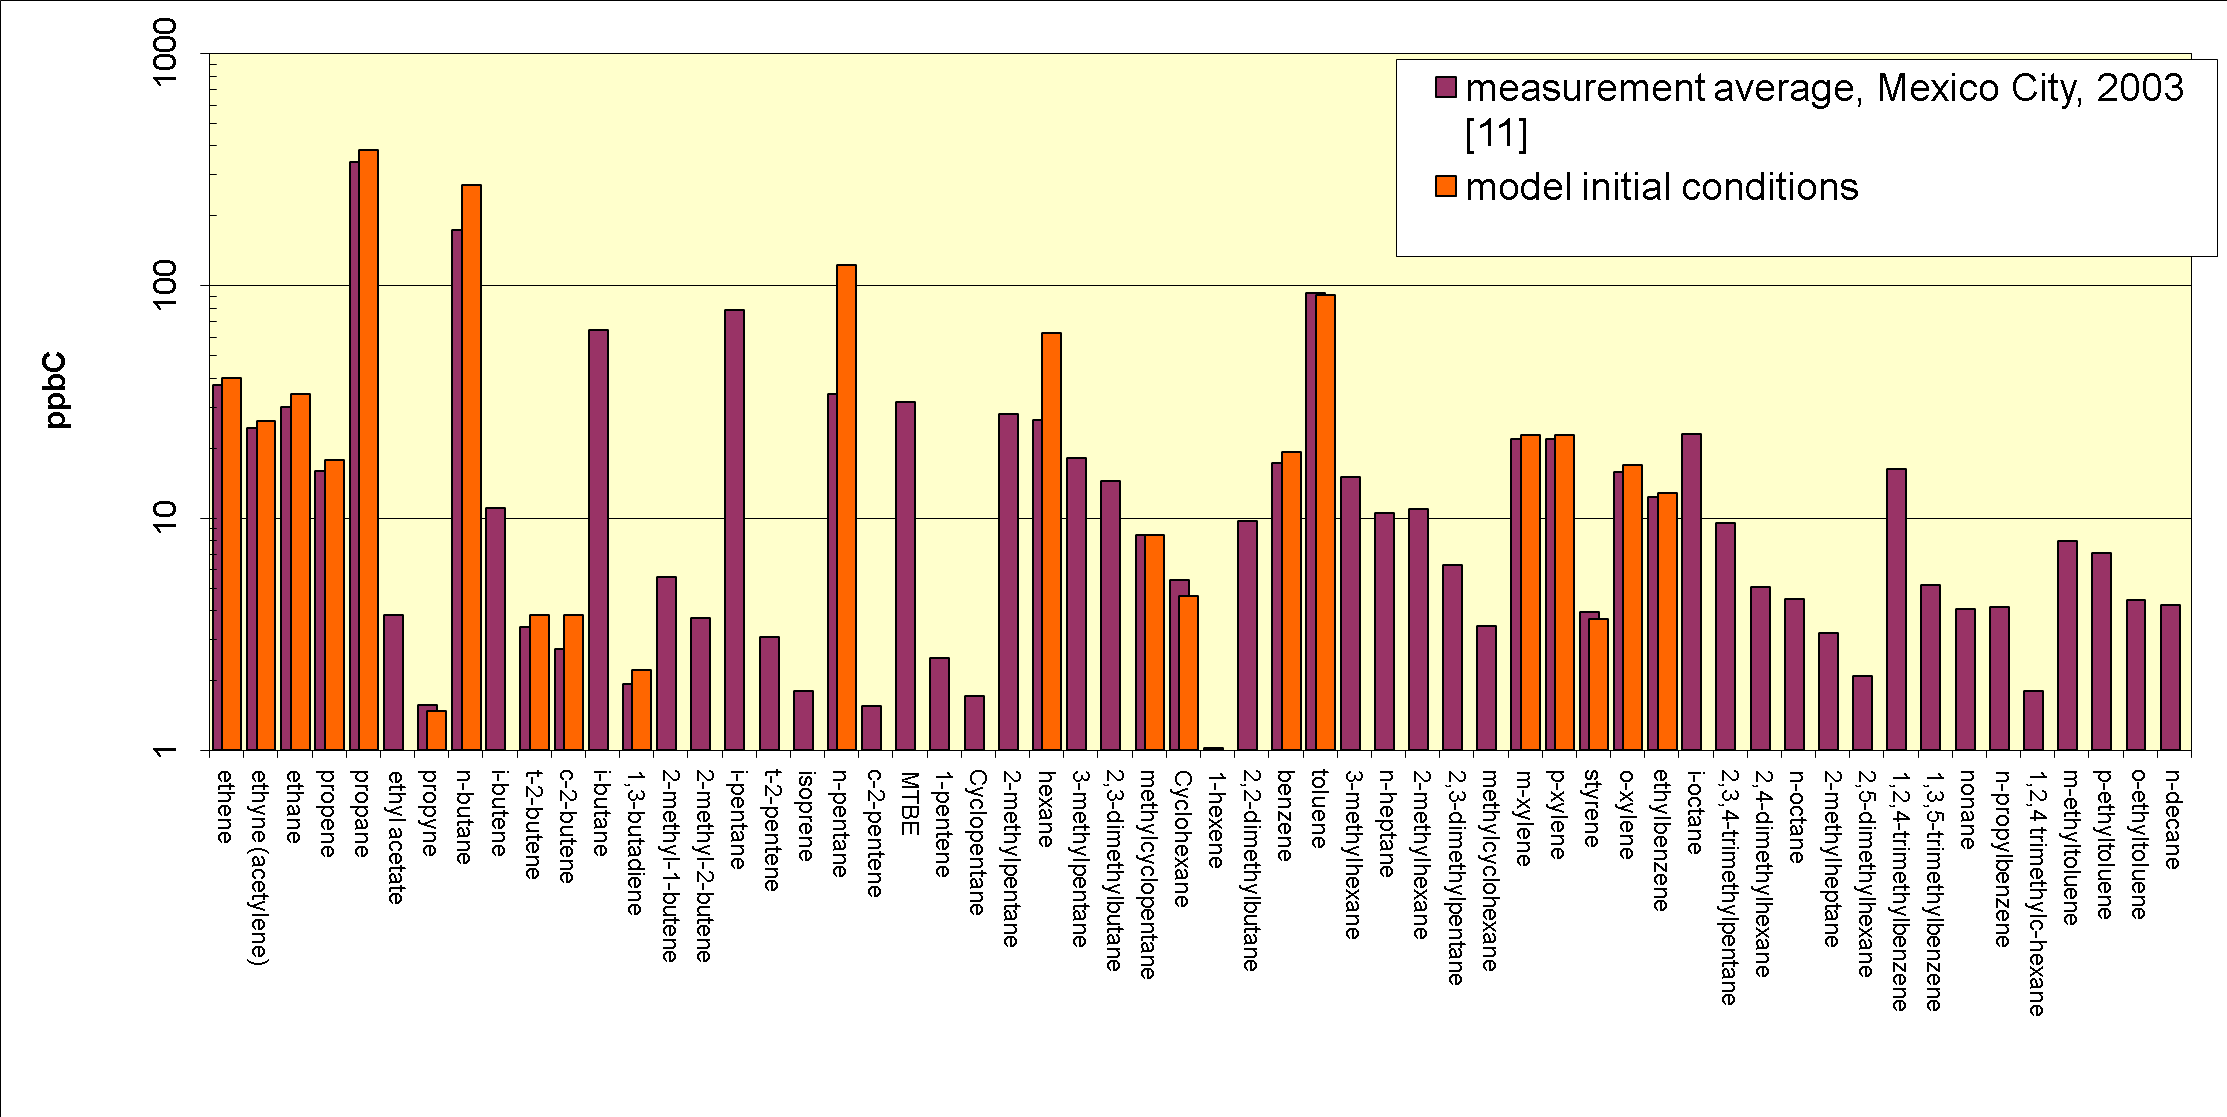 measurement average, Mexico City, 2003
[11]
model initial conditions
ppbC
1000
100
10
1
ethene
ethyne (acetylene)
ethane
propene
propane
ethyl acetate
propyne
n-butane
i-butene
t-2-butene
c-2-butene
i-butane
1,3-butadiene
2-methyl-1-butene
2-methyl-2-butene
i-pentane
t-2-pentene
isoprene
n-pentane
c-2-pentene
MTBE
1-pentene
Cyclopentane
2-methylpentane
hexane
3-methylpentane
2,3-dimethylbutane
methylcyclopentane
Cyclohexane
1-hexene
2,2-dimethylbutane
benzene
toluene
3-methylhexane
n-heptane
2-methylhexane
2,3-dimethylpentane
methylcyclohexane
m-xylene
p-xylene
styrene
o-xylene
ethylbenzene
i-octane
2,3,4-trimethylpentane
2,4-dimethylhexane
n-octane
2-methylheptane
2,5-dimethylhexane
1,2,4-trimethylbenzene
1,3,5-trimethylbenzene
nonane
n-propylbenzene
1,2,4 trimethylc-hexane
m-ethyltoluene
p-ethyltoluene
o-ethyltoluene
n-decane